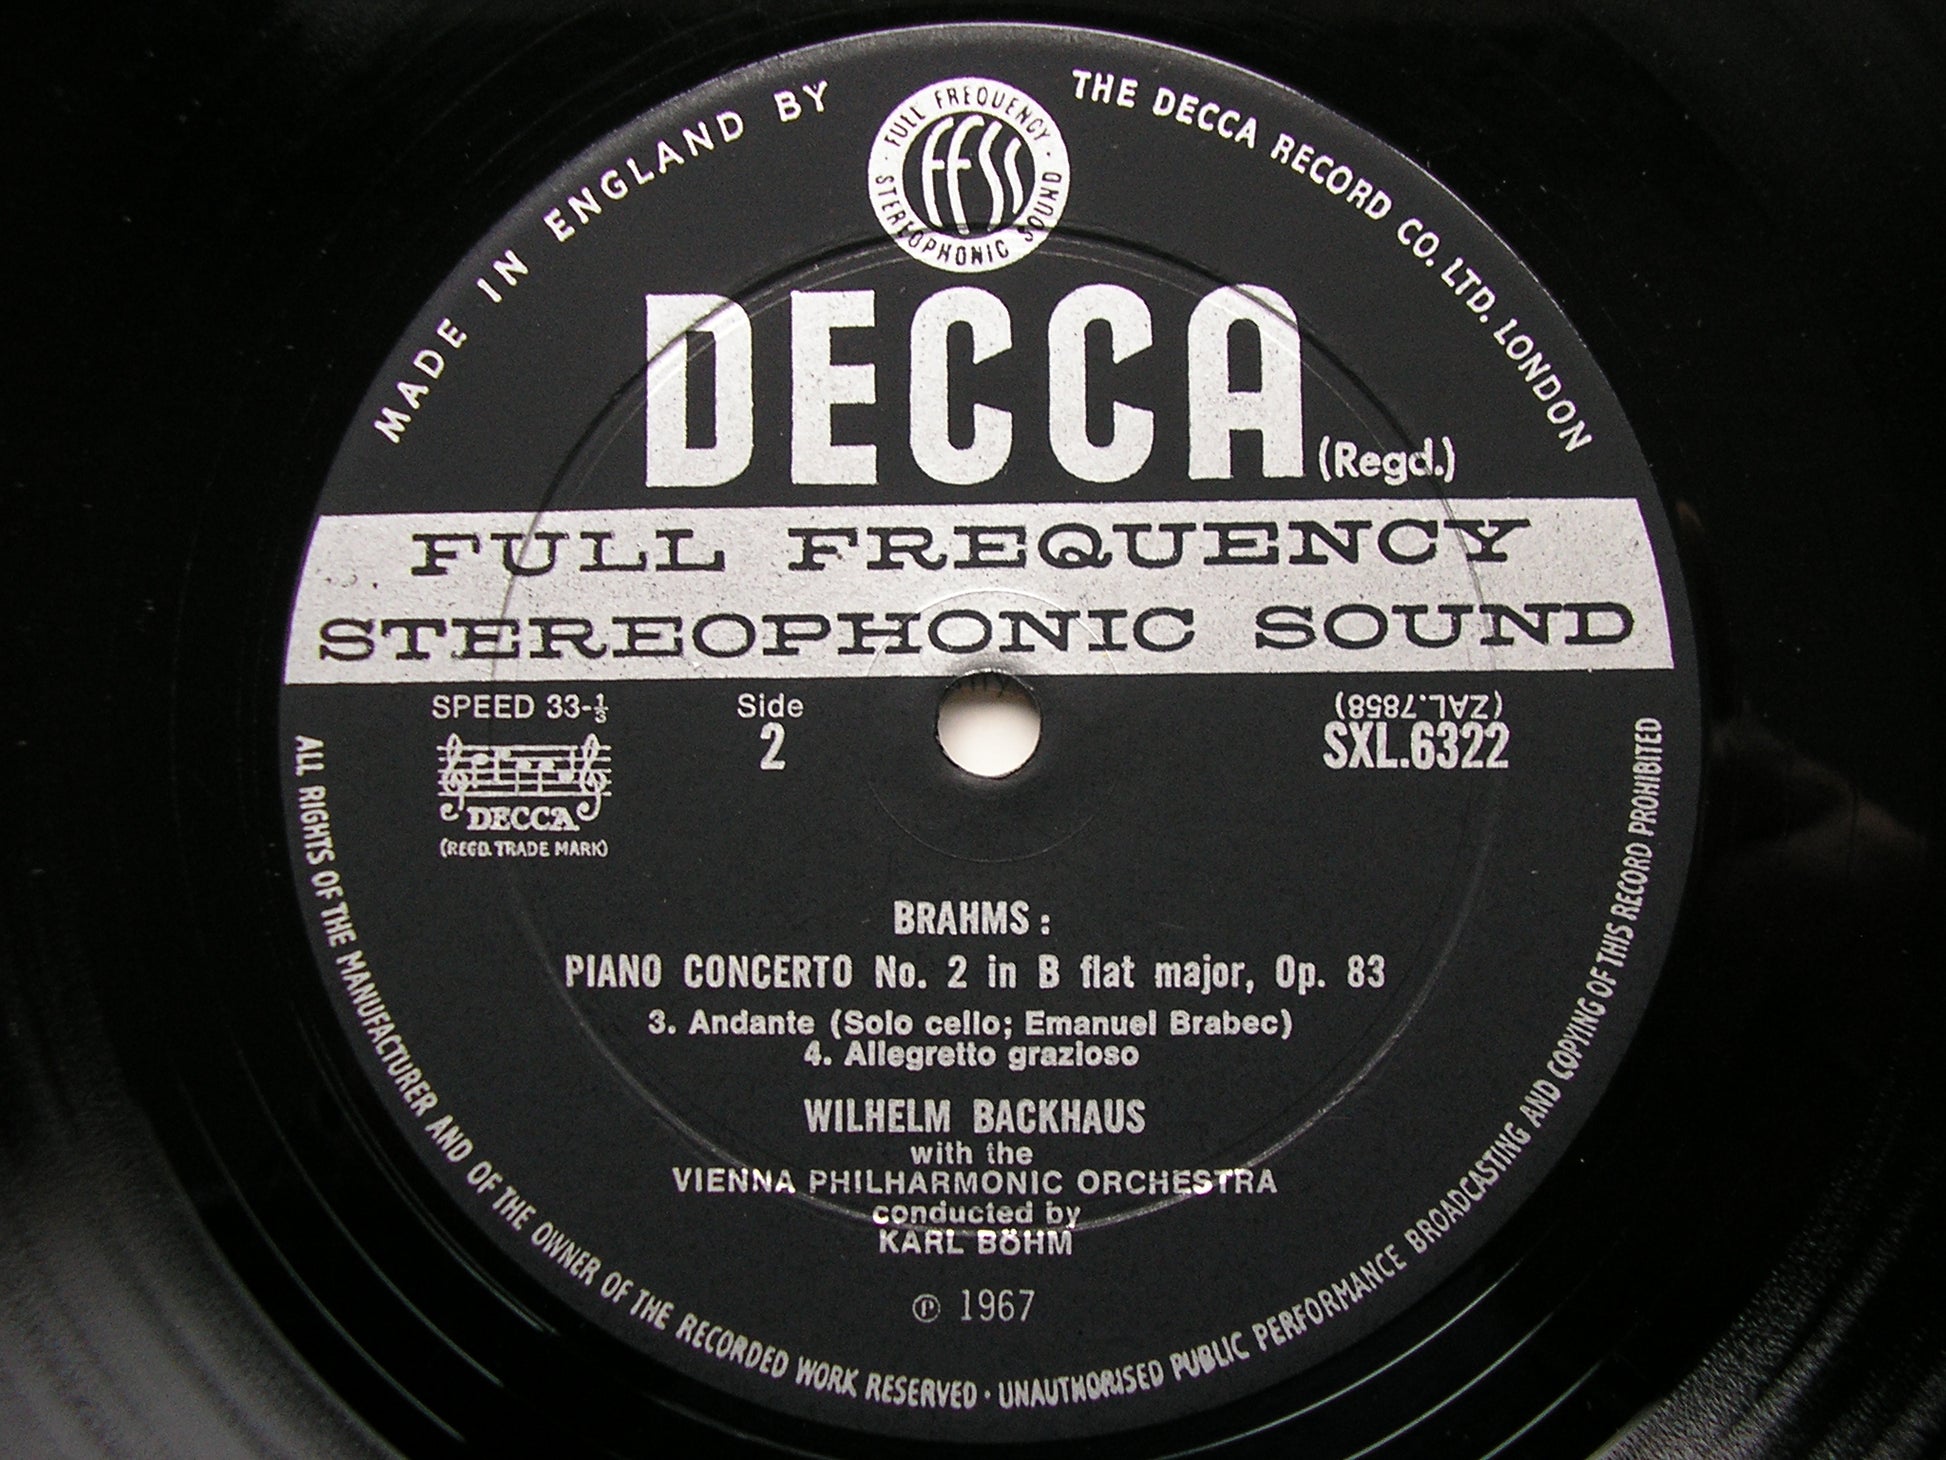 MADE IN ENGLAND BY
THE DECCA RECORD CO. LTD. LONDON
FULL FREQUENCY
ffss
STEREOPHONIC SOUND
DECCA (Regd.)
FULL FREQUENCY
STEREOPHONIC SOUND
SPEED 33-⅓
Side
2
(ZAL.7858)
SXL.6322
DECCA
(REGD. TRADE MARK)
BRAHMS :
PIANO CONCERTO No. 2 in B flat major, Op. 83
3. Andante (Solo cello; Emanuel Brabec)
4. Allegretto grazioso
WILHELM BACKHAUS
with the
VIENNA PHILHARMONIC ORCHESTRA
conducted by
KARL BÖHM
℗ 1967
ALL RIGHTS OF THE MANUFACTURER AND OF THE OWNER OF THE RECORDED WORK RESERVED · UNAUTHORISED PUBLIC PERFORMANCE BROADCASTING AND COPYING OF THIS RECORD PROHIBITED